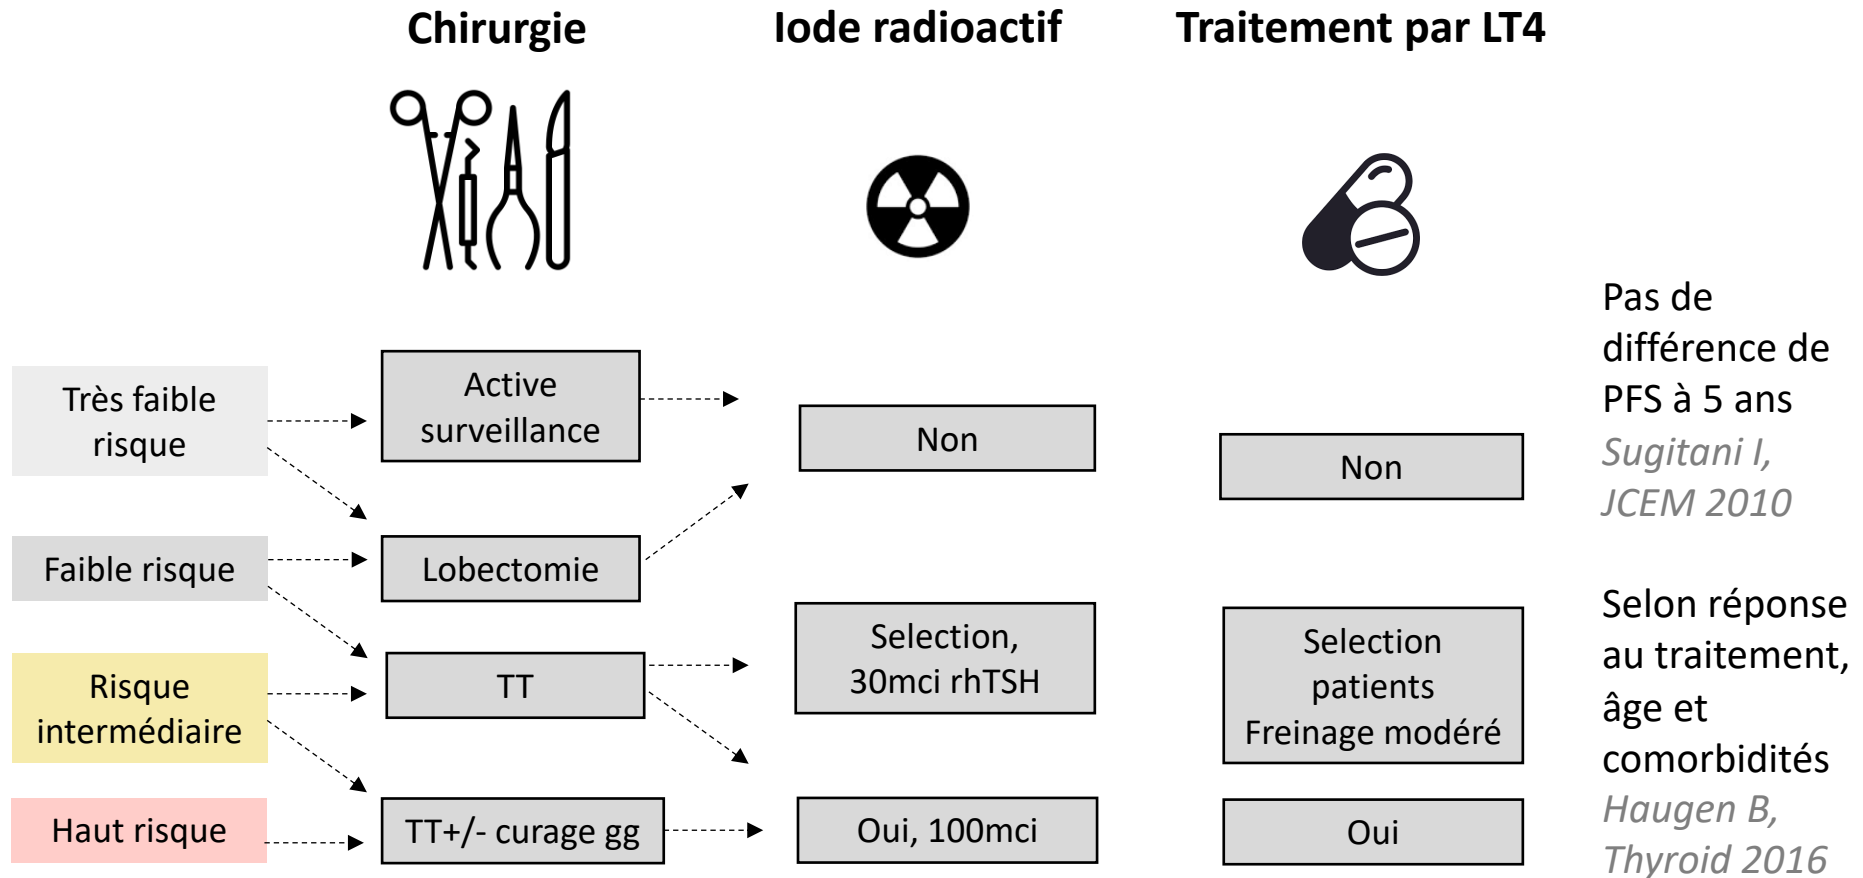 Chirurgie
Iode radioactif
Traitement par LT4
Très faible
risque
Faible risque
Risque
intermédiaire
Haut risque
Active
surveillance
Lobectomie
TT
TT+/- curage gg
Non
Selection,
30mci rhTSH
Oui, 100mci
Non
Selection
patients
Freinage modéré
Oui
Pas de
différence de
PFS à 5 ans
Sugitani I,
JCEM 2010
Selon réponse
au traitement,
âge et
comorbidités
Haugen B,
Thyroid 2016